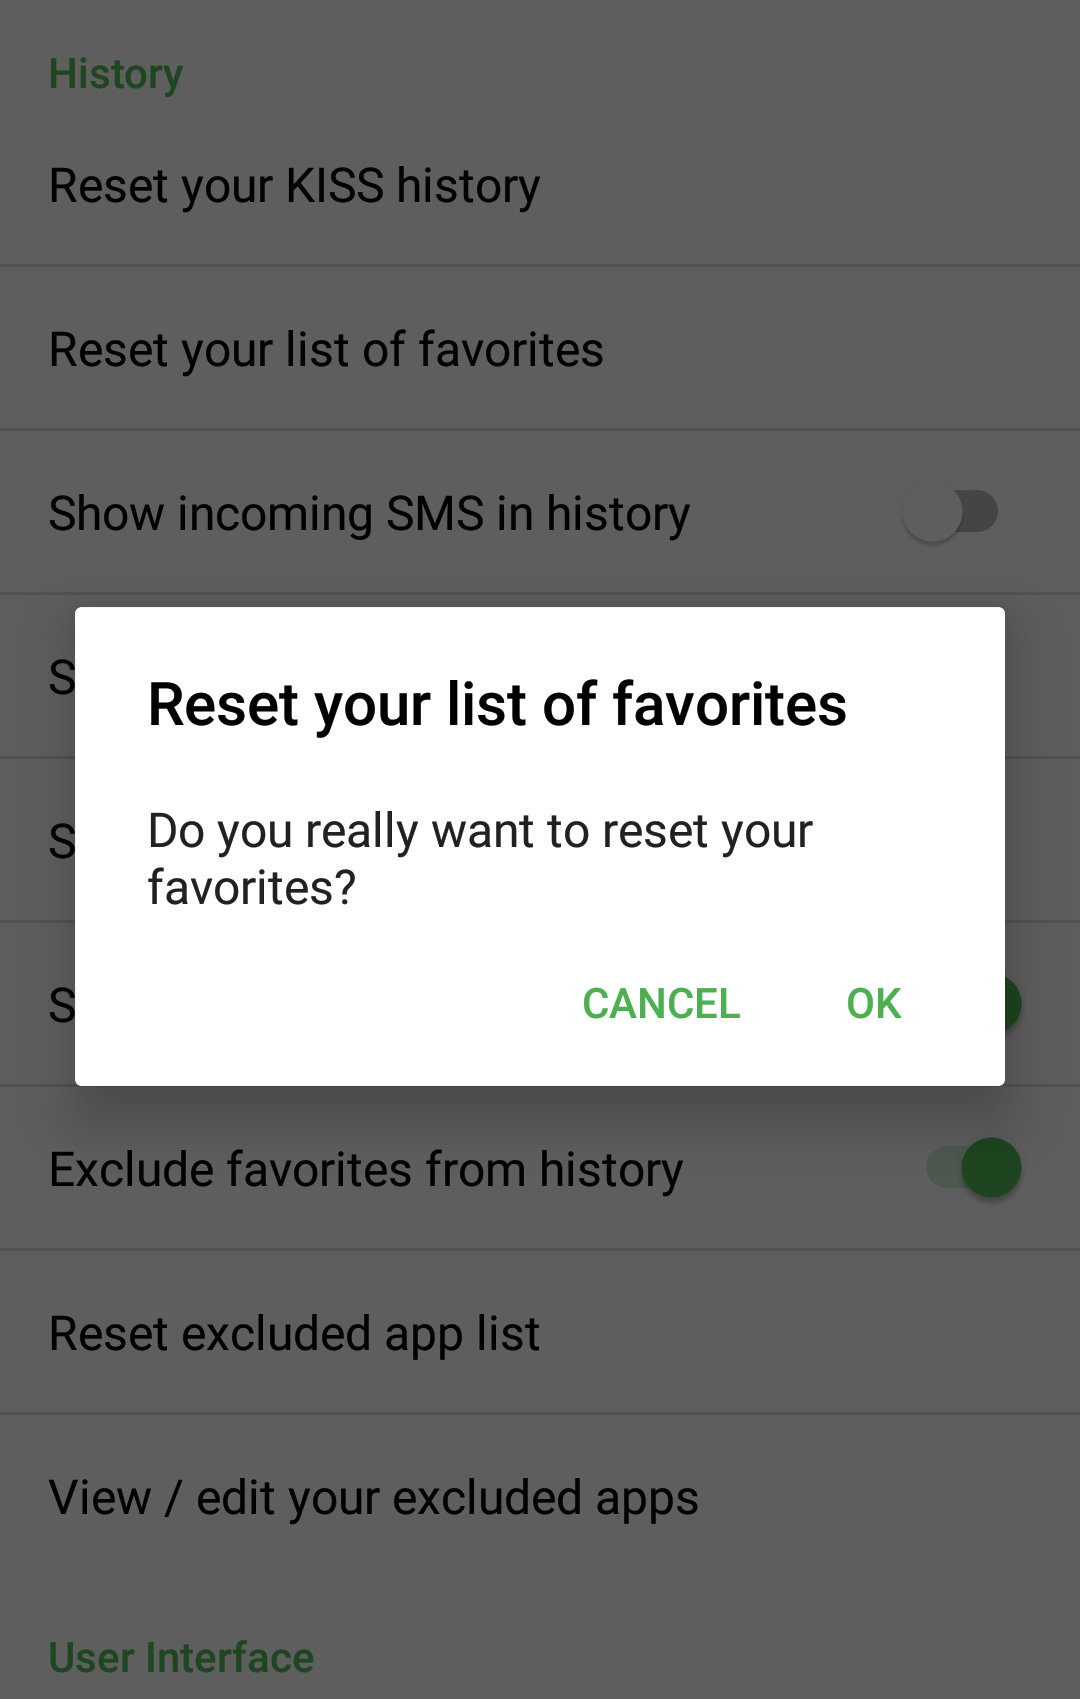 History
Reset your KISS history
Reset your list of favorites
Show incoming SMS in history
Reset your list of favorites
Do you really want to reset your
favorites?
CANCEL OK
Exclude favorites from history
Reset excluded app list
View / edit your excluded apps
User Interface